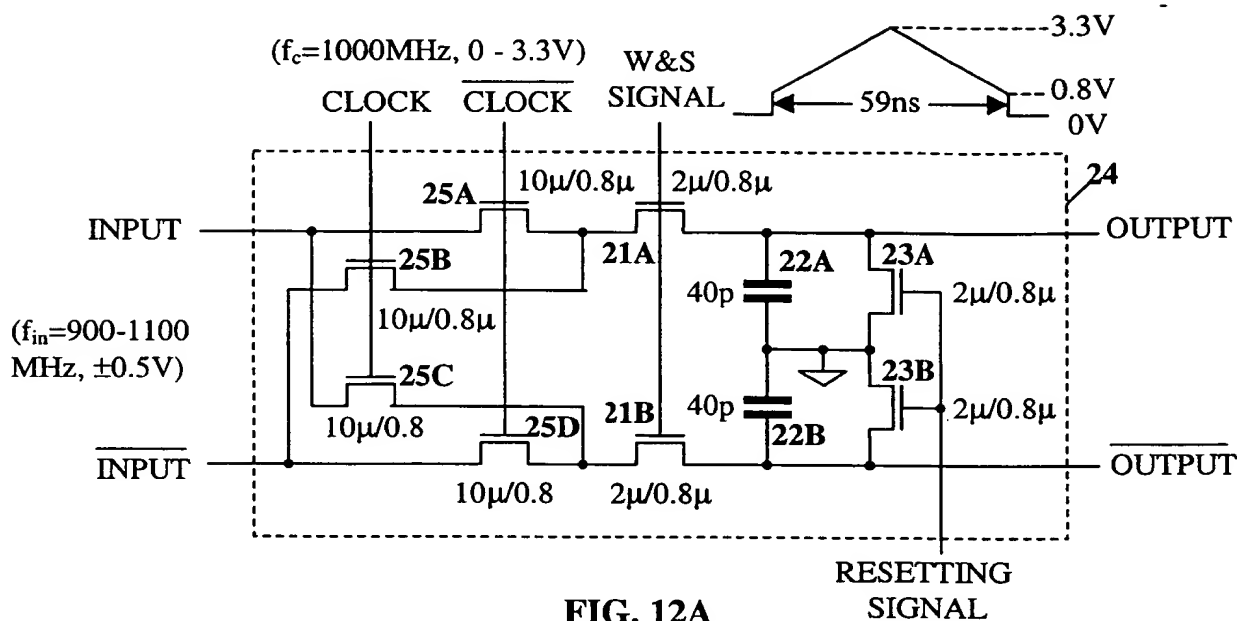 (fc=1000MHz, 0 - 3.3V)
3.3V
W&S
SIGNAL
CLOCK
CLOCK
59ns
0.8V
0V
24
10µ/0.8µ
2µ/0.8µ
25A
INPUT
OUTPUT
21A
25B
22A
23A
40p
2µ/0.8µ
10µ/0.8µ
(fin=900-1100
MHz, ±0.5V)
25C
23B
40p
21B
2µ/0.8µ
10µ/0.8
25D
22B
INPUT
OUTPUT
10µ/0.8
2µ/0.8µ
RESETTING
SIGNAL
FIG. 12A